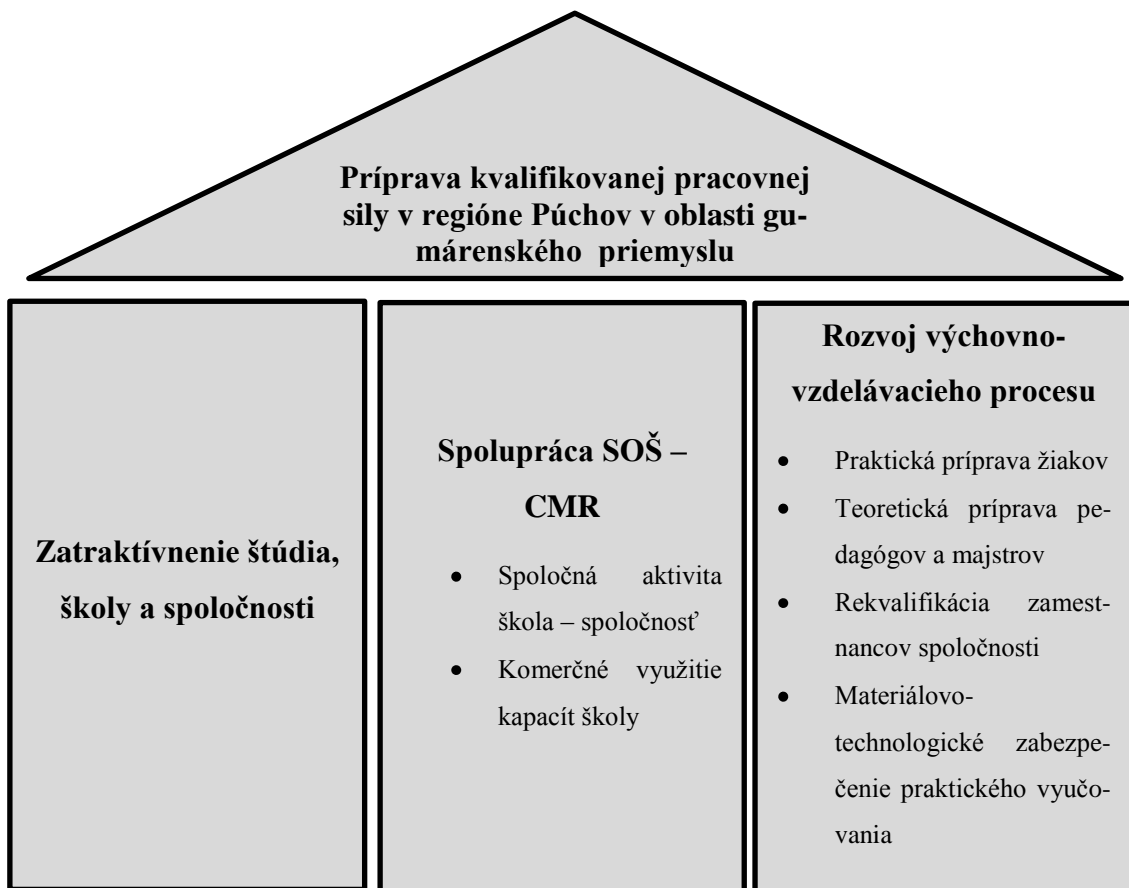 Príprava kvalifikovanej pracovnej
sily v regióne Púchov v oblasti gu-
márenského priemyslu
Zatraktívnenie štúdia,
školy a spoločnosti
Spolupráca SOŠ –
CMR
• Spoločná aktivita
škola – spoločnosť
• Komerčné využitie
kapacít školy
Rozvoj výchovno-
vzdelávacieho procesu
• Praktická príprava žiakov
• Teoretická príprava pe-
dagógov a majstrov
• Rekvalifikácia zamest-
nancov spoločnosti
• Materiálovo-
technologické zabezpe-
čenie praktického vyučo-
vania